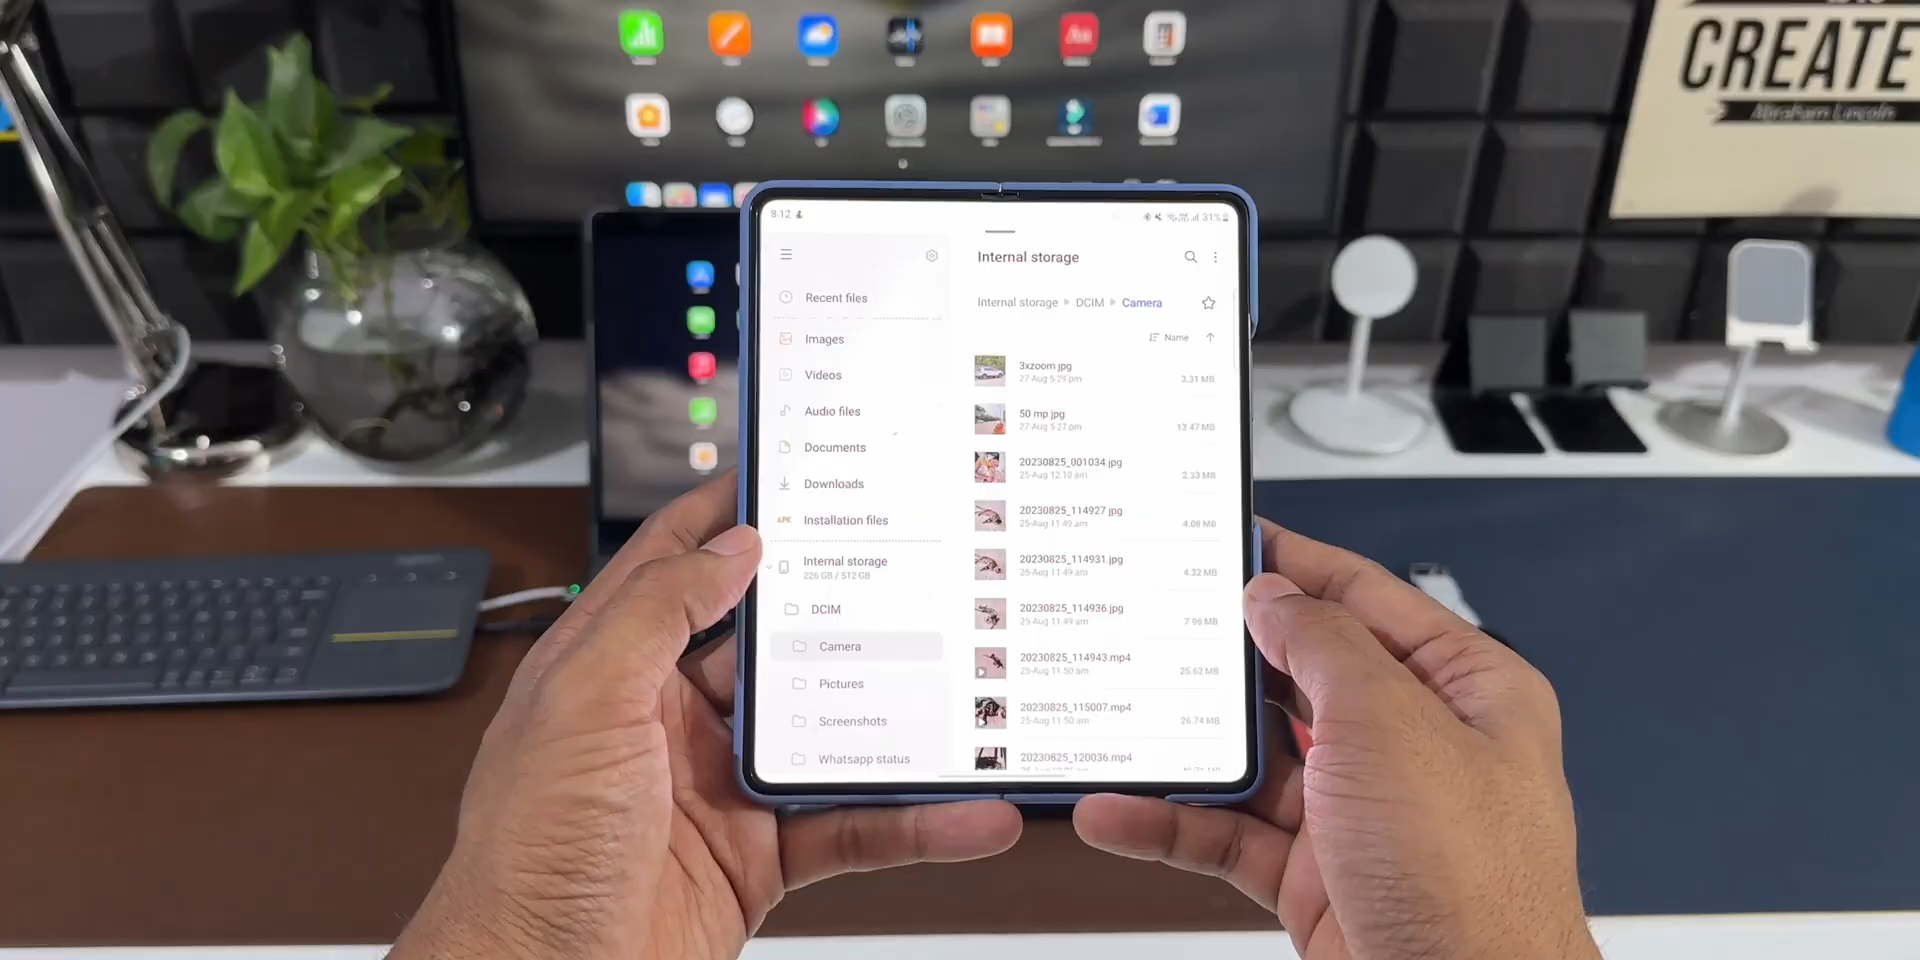 CREATE
Abraham Lincoln
8:12
31%
Internal storage
Internal storage
DCIM
Camera
Name
Recent files
Images
Videos
Audio files
Documents
Downloads
APK
Installation files
Internal storage
226 GB / 512 GB
DCIM
Camera
Pictures
Screenshots
Whatsapp status
3xzoom.jpg
27-Aug 5:29 pm
3.31 MB
50 mp.jpg
27-Aug 5:27 pm
13.47 MB
20230825_001034.jpg
25-Aug 12:10 am
2.33 MB
20230825_114927.jpg
25-Aug 11:49 am
4.08 MB
20230825_114931.jpg
25-Aug 11:49 am
4.32 MB
20230825_114936.jpg
25-Aug 11:49 am
7.96 MB
20230825_114943.mp4
25-Aug 11:50 am
25.62 MB
20230825_115007.mp4
25-Aug 11:50 am
26.74 MB
20230825_120036.mp4